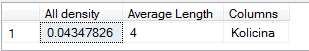 All density Average Length Columns
1 0.04347826 4 Kolicina